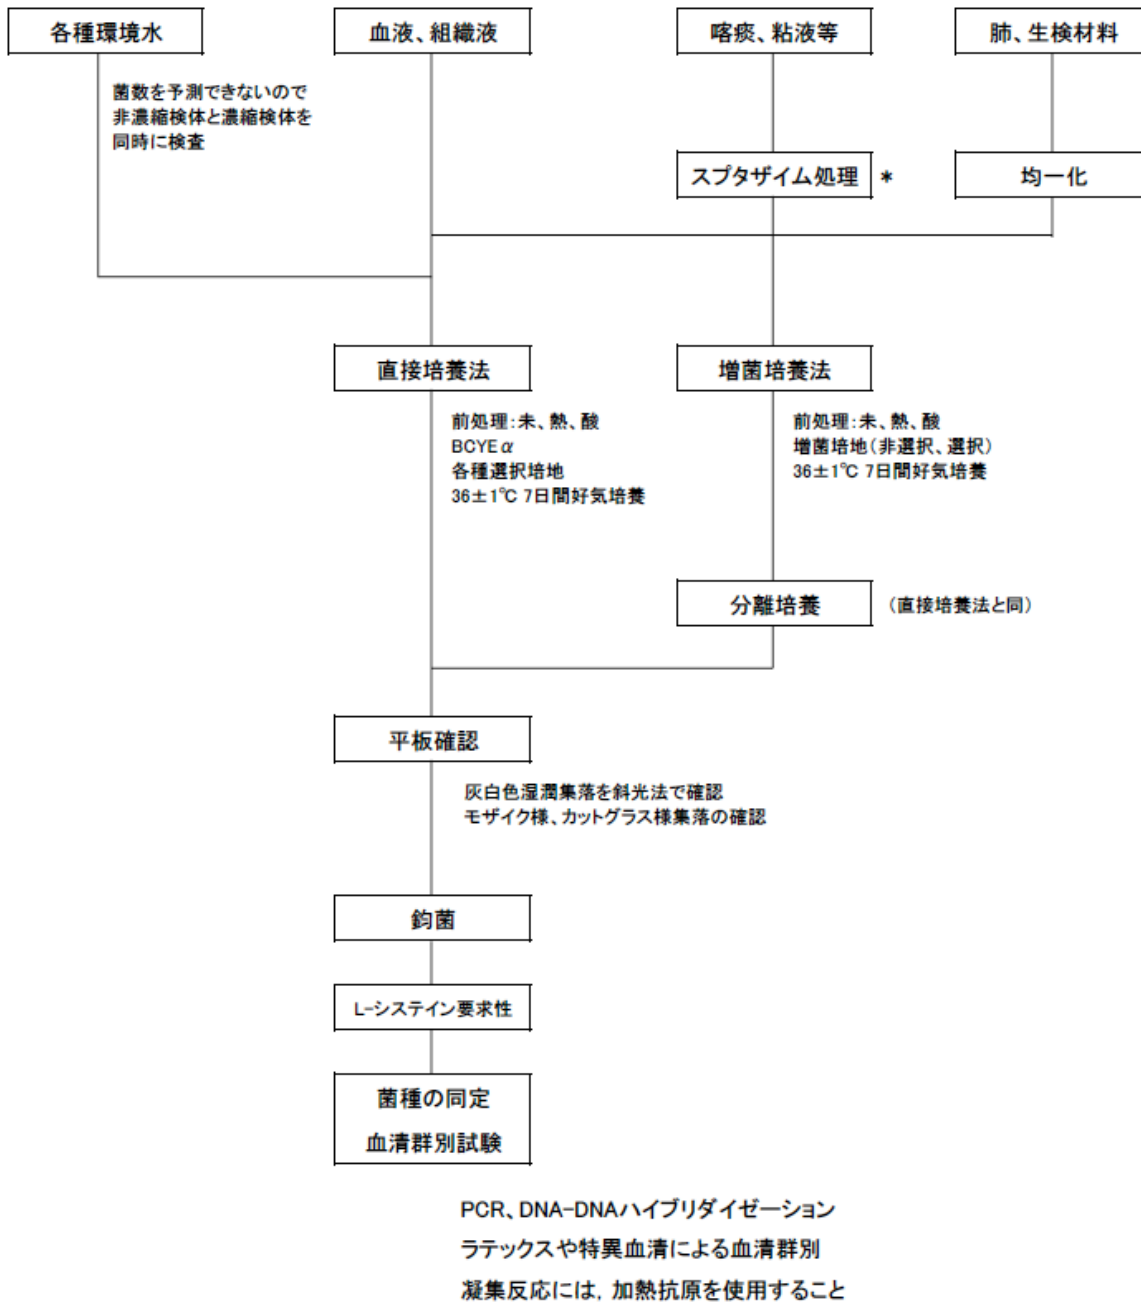 各種環境水
血液、組織液
喀痰、粘液等
肺、生検材料
菌数を予測できないので
非濃縮検体と濃縮検体を
同時に検査
スプタザイム処理 *
均一化
直接培養法
増菌培養法
前処理：未、熱、酸
BCYEα
各種選択培地
36±1℃ 7日間好気培養
前処理：未、熱、酸
増菌培地（非選択、選択）
36±1℃ 7日間好気培養
分離培養
（直接培養法と同）
平板確認
灰白色湿潤集落を斜光法で確認
モザイク様、カットグラス様集落の確認
鈎菌
L-システイン要求性
菌種の同定
血清群別試験
PCR、DNA-DNAハイブリダイゼーション
ラテックスや特異血清による血清群別
凝集反応には，加熱抗原を使用すること